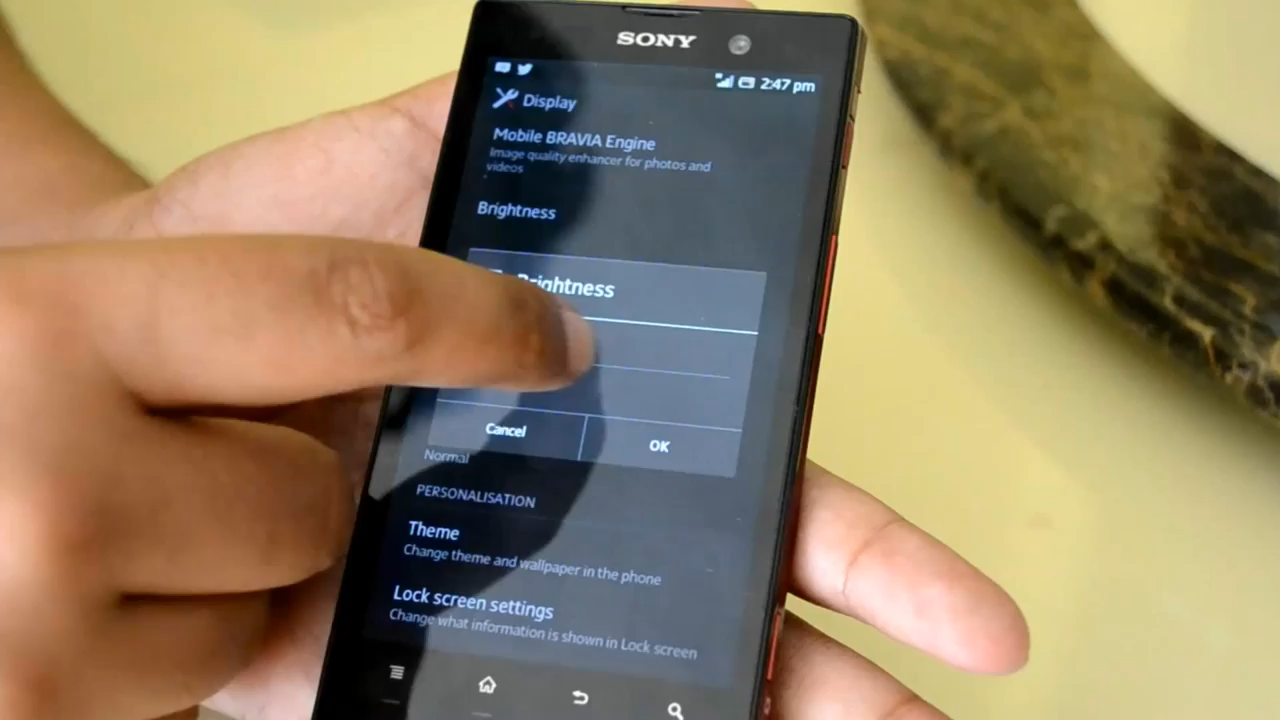 SONY
2:47 pm
Display
Mobile BRAVIA Engine
Image quality enhancer for photos and
videos
Brightness
Brightness
Cancel
OK
Normal
PERSONALISATION
Theme
Change theme and wallpaper in the phone
Lock screen settings
Change what information is shown in Lock screen